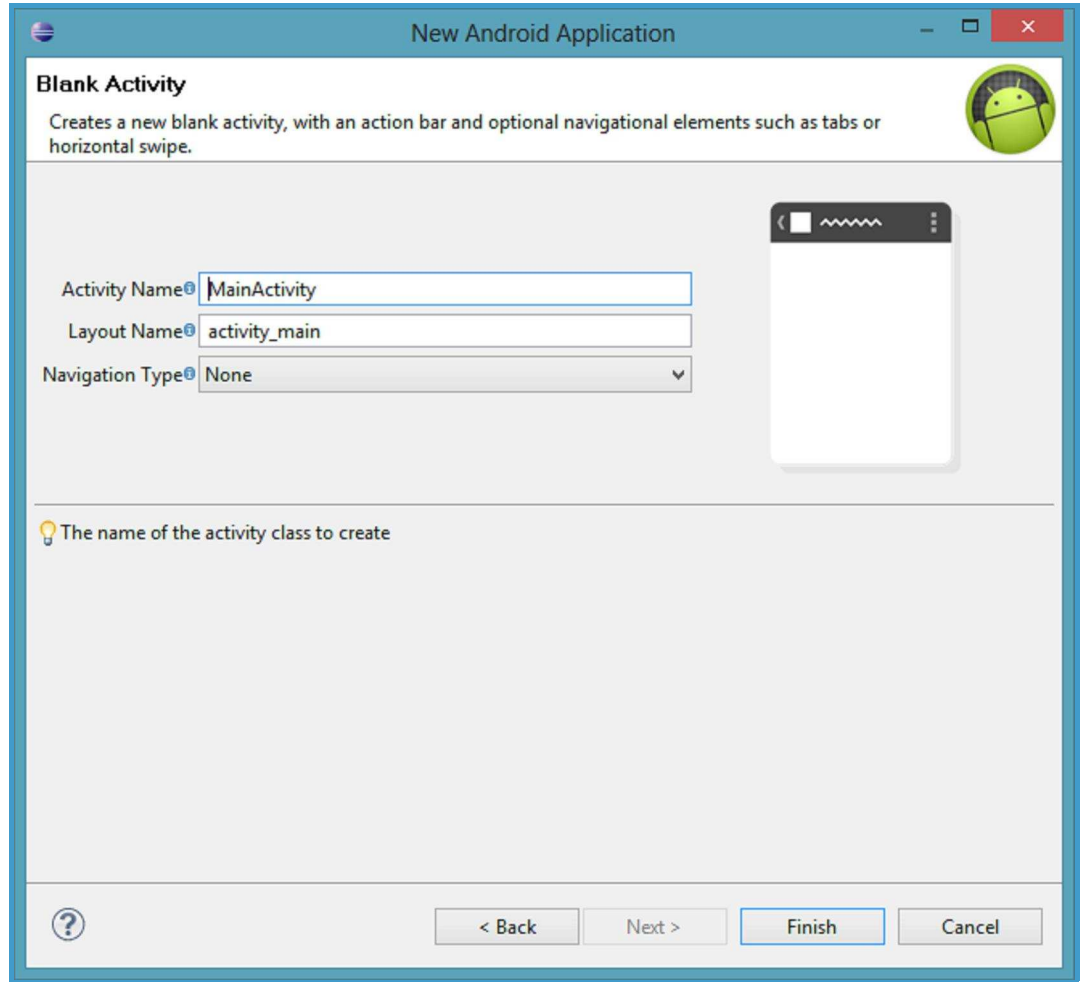 New Android Application
Blank Activity
Creates a new blank activity, with an action bar and optional navigational elements such as tabs or
horizontal swipe.
Activity Name MainActivity
Layout Name activity_main
Navigation Type None
The name of the activity class to create
< Back Next > Finish Cancel